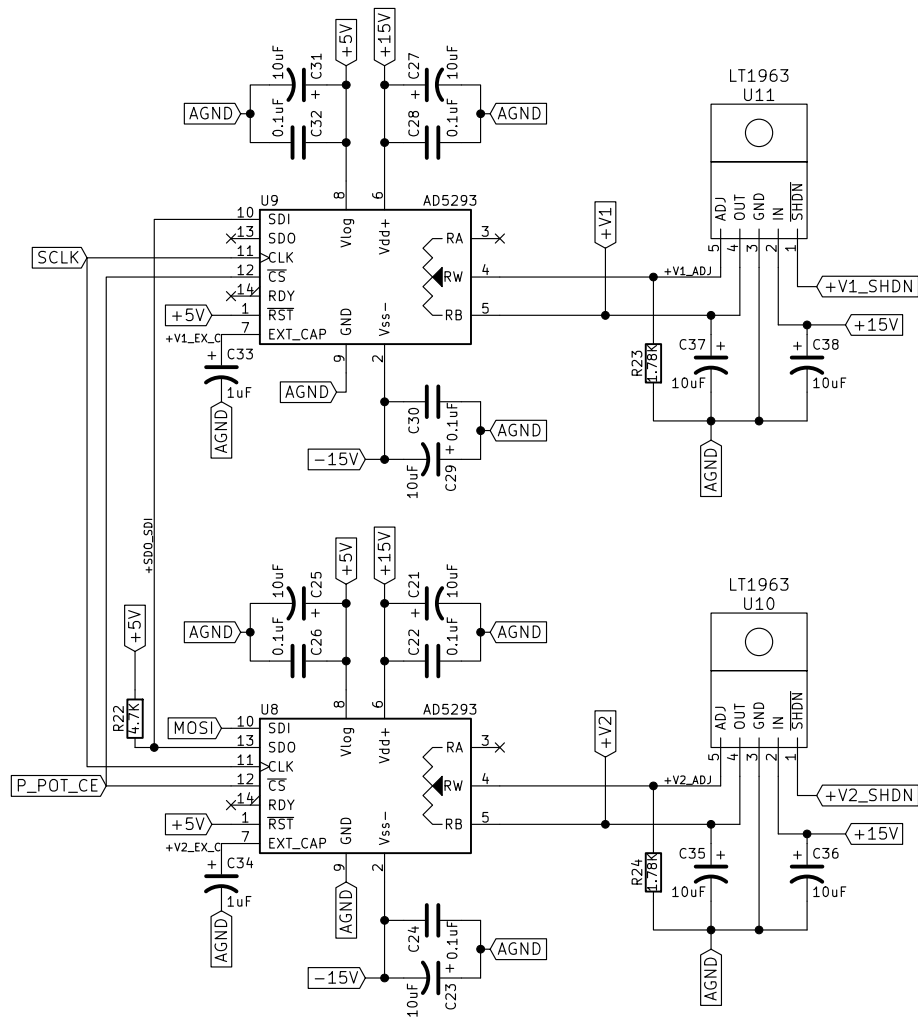 +5V
+15V
10uF
C31
+
C27
+
10uF
AGND
0.1uF
C32
C28
0.1uF
AGND
LT1963
U11
ADJ
OUT
GND
IN
SHDN
5
4
3
2
1
U9
AD5293
8
6
10
SDI
Vlog
Vdd+
13
SDO
RA
3
+V1
SCLK
11
CLK
12
CS
RW
4
+V1_ADJ
14
RDY
+V1_SHDN
+5V
1
RST
RB
5
+15V
7
EXT_CAP
GND
Vss-
+V1_EX_C
9
2
+
C33
1uF
AGND
AGND
R23
1.78K
C37
+
10uF
+
C38
10uF
AGND
C30
0.1uF
AGND
-15V
10uF
+
C29
+SDO_SDI
+5V
+15V
10uF
C25
+
C21
+
10uF
AGND
0.1uF
C26
C22
0.1uF
AGND
LT1963
U10
ADJ
OUT
GND
IN
SHDN
5
4
3
2
1
+5V
R22
4.7K
U8
AD5293
8
6
MOSI
10
SDI
Vlog
Vdd+
13
SDO
RA
3
+V2
11
CLK
P_POT_CE
12
CS
RW
4
+V2_ADJ
14
RDY
+V2_SHDN
+5V
1
RST
RB
5
+15V
7
EXT_CAP
GND
Vss-
+V2_EX_C
9
2
+
C34
1uF
AGND
AGND
R24
1.78K
C35
+
10uF
+
C36
10uF
AGND
C24
0.1uF
AGND
-15V
10uF
+
C23